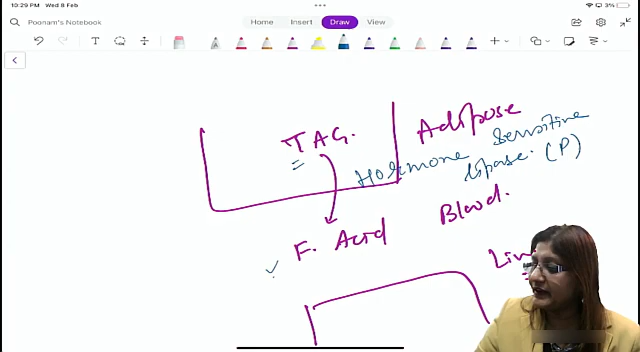 10:29 PM Wed 8 Feb
3%
Poonam's Notebook
Home Insert Draw View
TAG. Adipose
Hormone Sensitive
lipase. (P)
Blood.
F. Acid